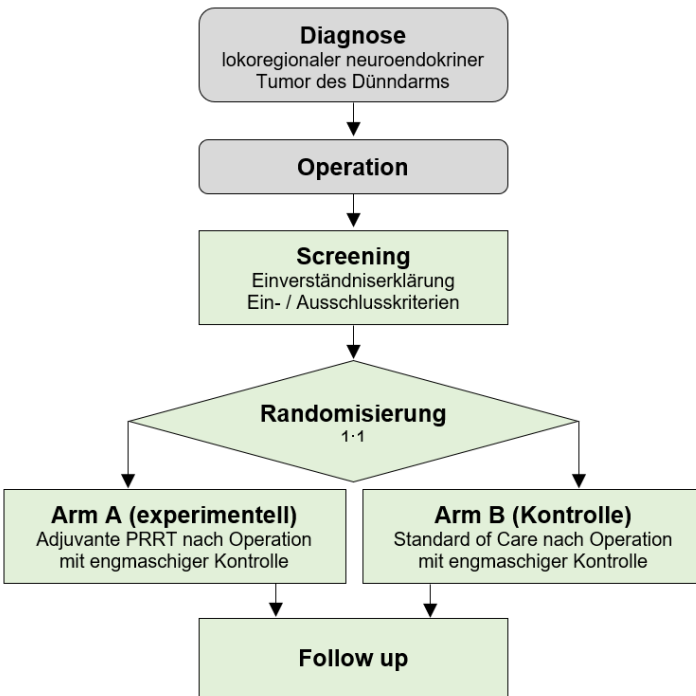 Diagnose
lokoregionaler neuroendokriner
Tumor des Dünndarms
Operation
Screening
Einverständniserklärung
Ein- / Ausschlusskriterien
Randomisierung
1:1
Arm A (experimentell)
Adjuvante PRRT nach Operation
mit engmaschiger Kontrolle
Arm B (Kontrolle)
Standard of Care nach Operation
mit engmaschiger Kontrolle
Follow up